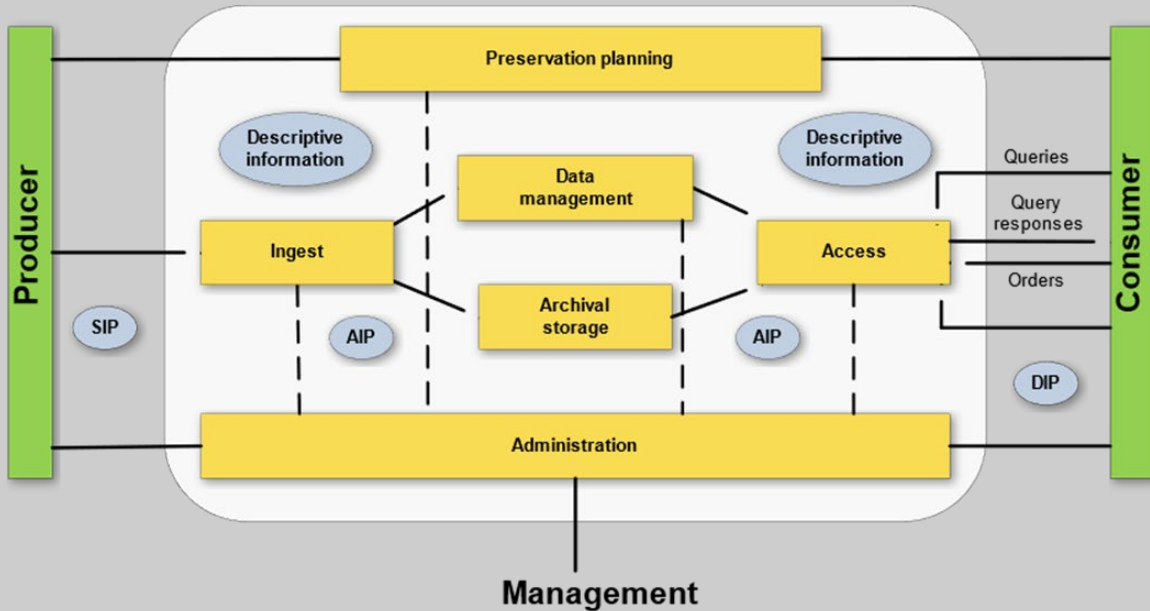 Preservation planning
Descriptive
information
Descriptive
information
Data
management
Queries
Query
responses
Producer
Ingest
Access
Consumer
Orders
Archival
storage
SIP
AIP
AIP
DIP
Administration
Management